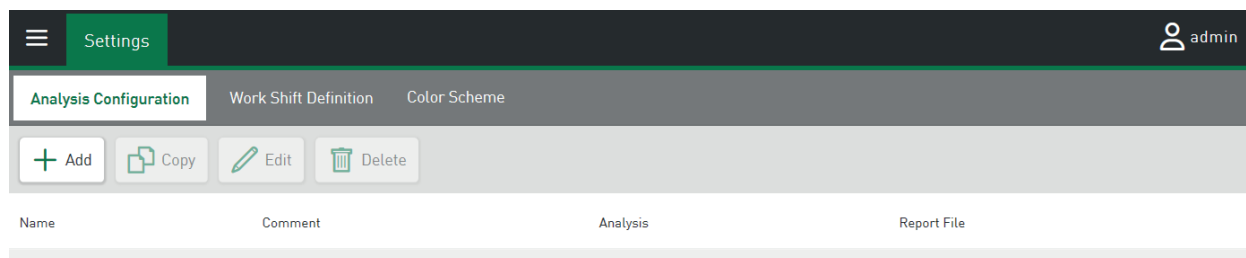 Settings admin
Analysis Configuration Work Shift Definition Color Scheme
Add Copy Edit Delete
Name Comment Analysis Report File